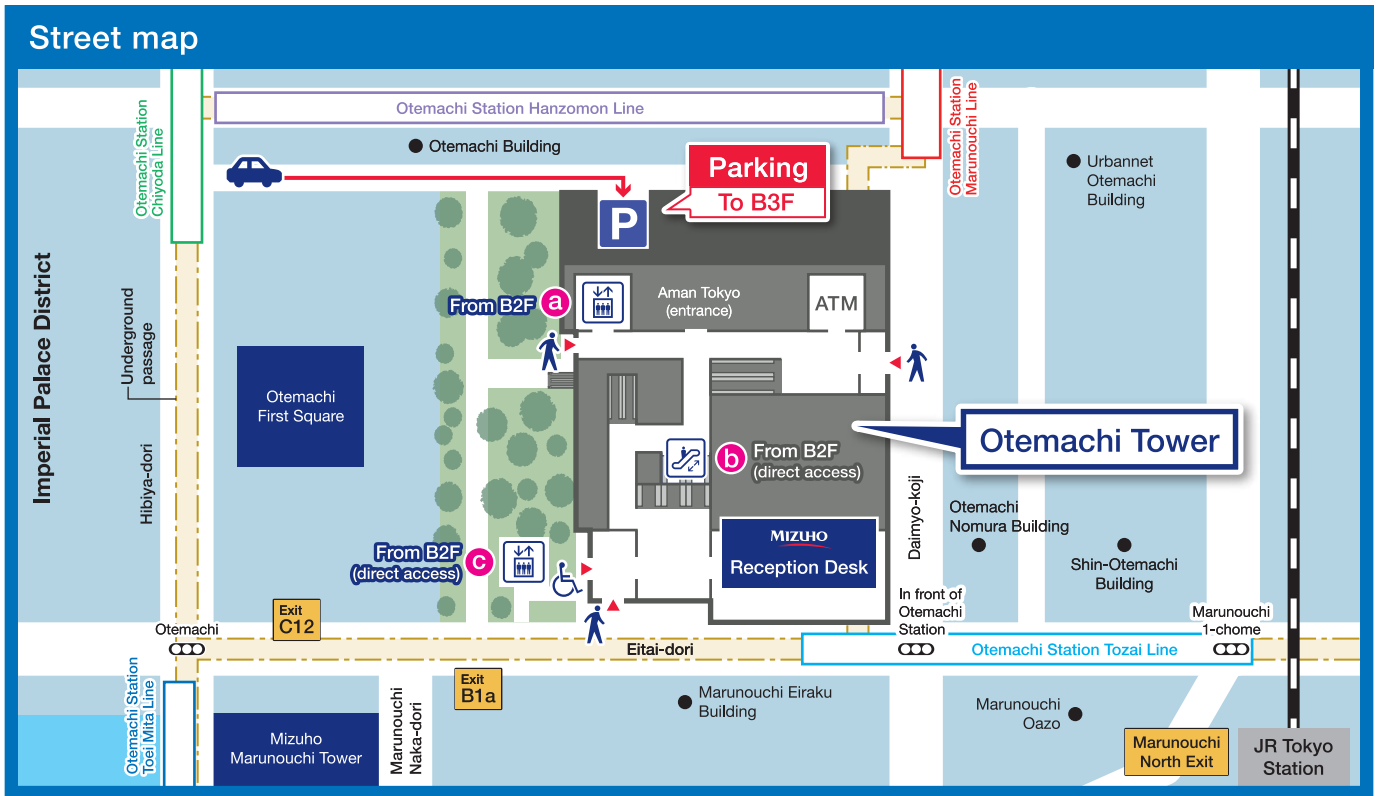 Street map
Otemachi Station
Chiyoda Line
Otemachi Station Hanzomon Line
Otemachi Station
Marunouchi Line
Otemachi Building
Parking
To B3F
P
Urbannet
Otemachi
Building
Imperial Palace District
Underground
passage
Hibiya-dori
From B2F
a
Aman Tokyo
(entrance)
ATM
Otemachi
First Square
Otemachi Tower
b
From B2F
(direct access)
Daimyo-koji
Otemachi
Nomura Building
Shin-Otemachi
Building
From B2F
(direct access)
c
MIZUHO
Reception Desk
In front of
Otemachi
Station
Marunouchi
1-chome
Exit
C12
Otemachi
Eitai-dori
Otemachi Station Tozai Line
Exit
B1a
Otemachi Station
Toei Mita Line
Mizuho
Marunouchi Tower
Marunouchi
Naka-dori
Marunouchi Eiraku
Building
Marunouchi
Oazo
Marunouchi
North Exit
JR Tokyo
Station